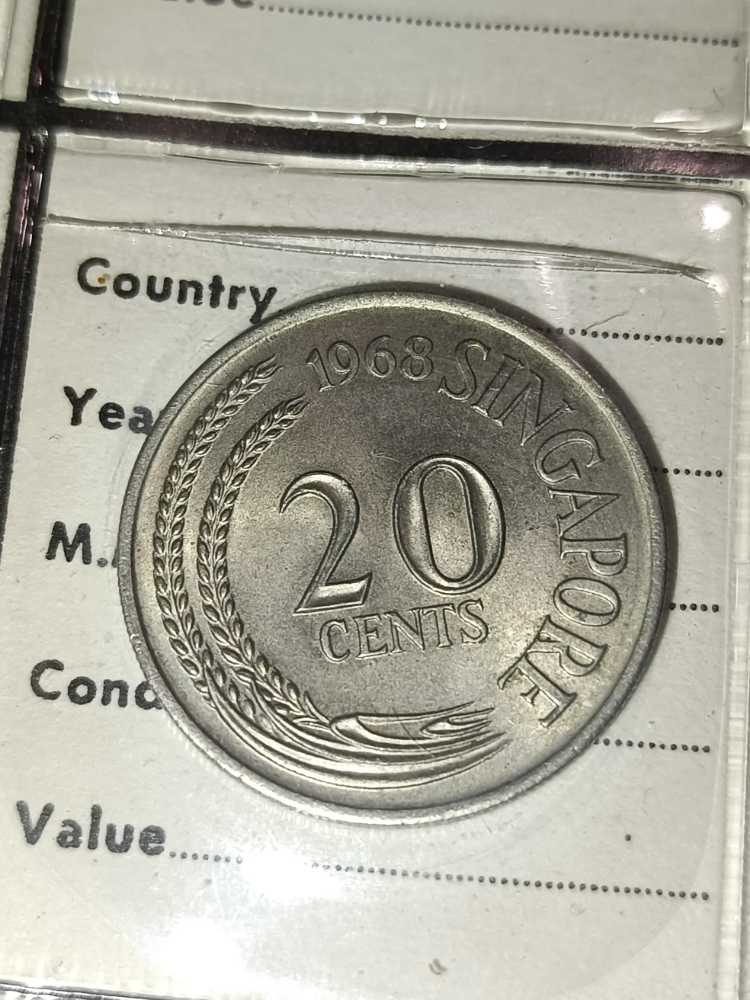 Country
1968 SINGAPORE
20
CENTS
M.
Value